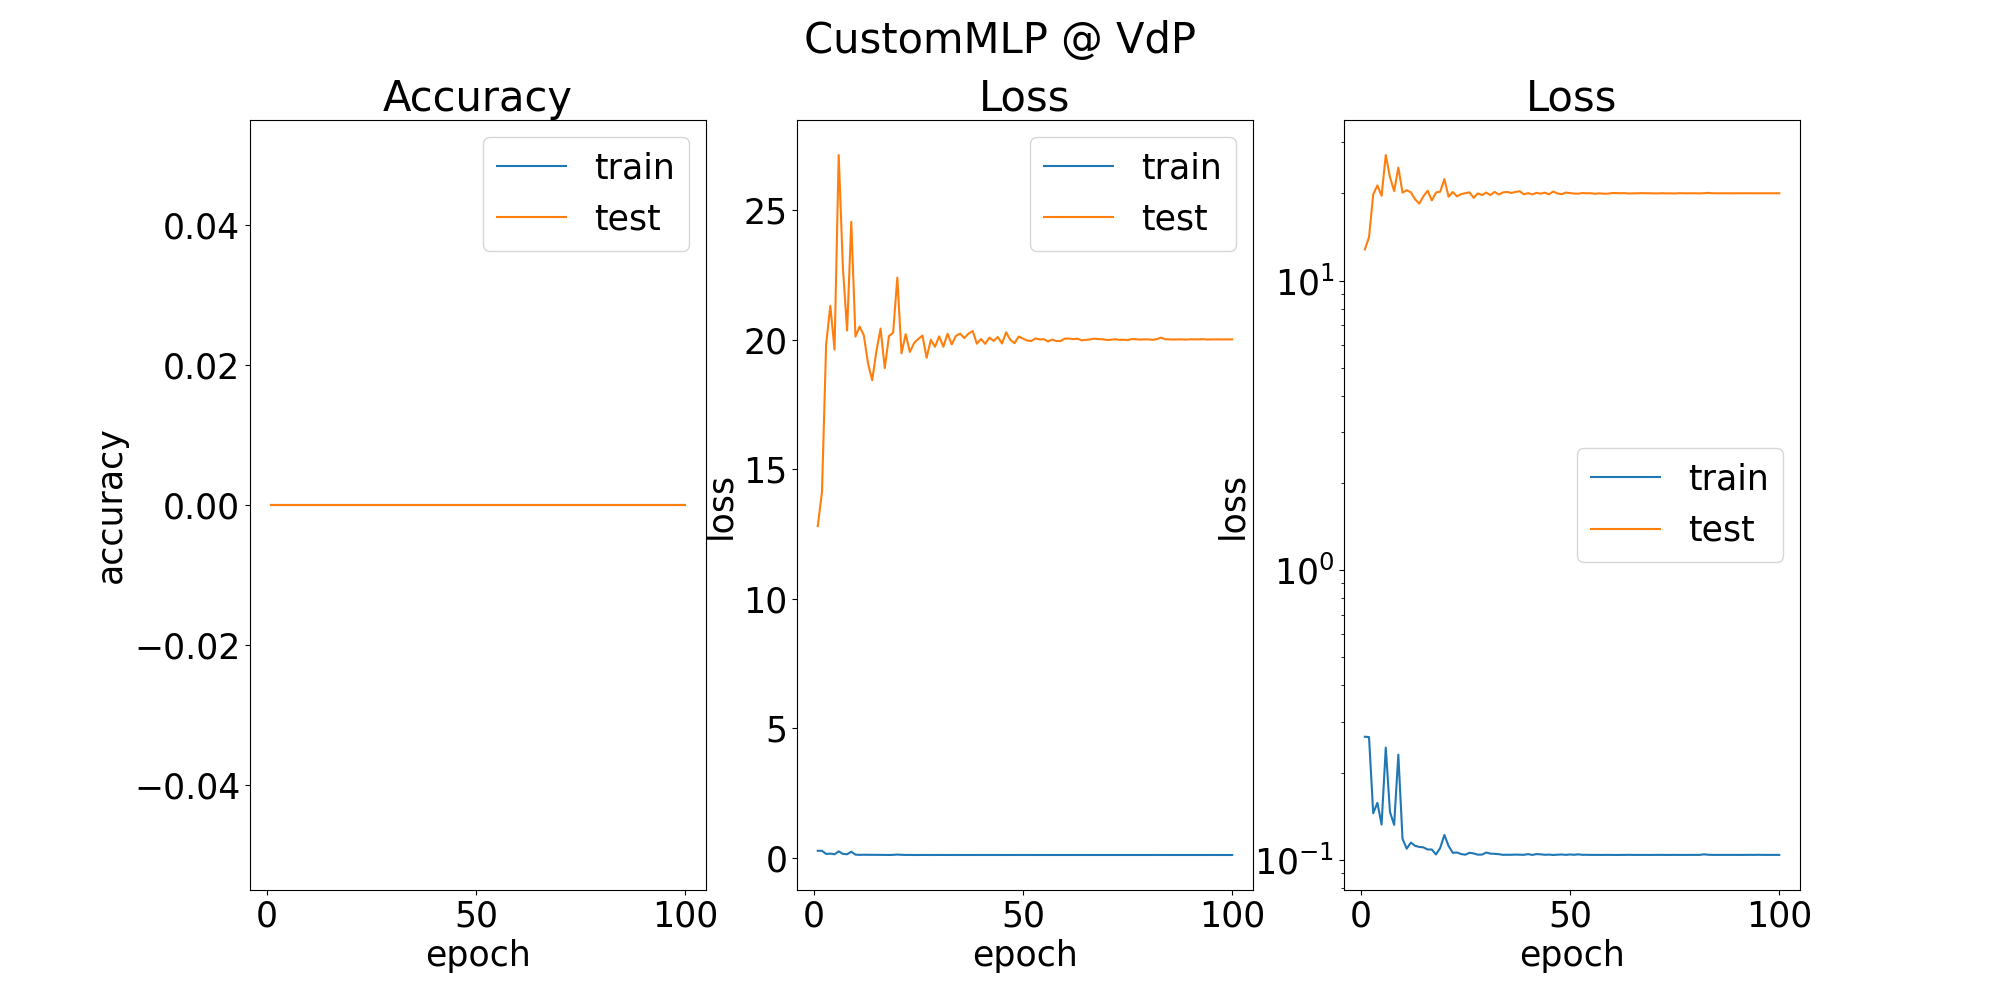 CustomMLP @ VdP
Accuracy
train
test
0.04
0.02
0.00
−0.02
−0.04
accuracy
0
50
100
epoch
Loss
train
test
25
20
15
10
5
0
loss
0
50
100
epoch
Loss
train
test
10¹
10⁰
10⁻¹
loss
0
50
100
epoch